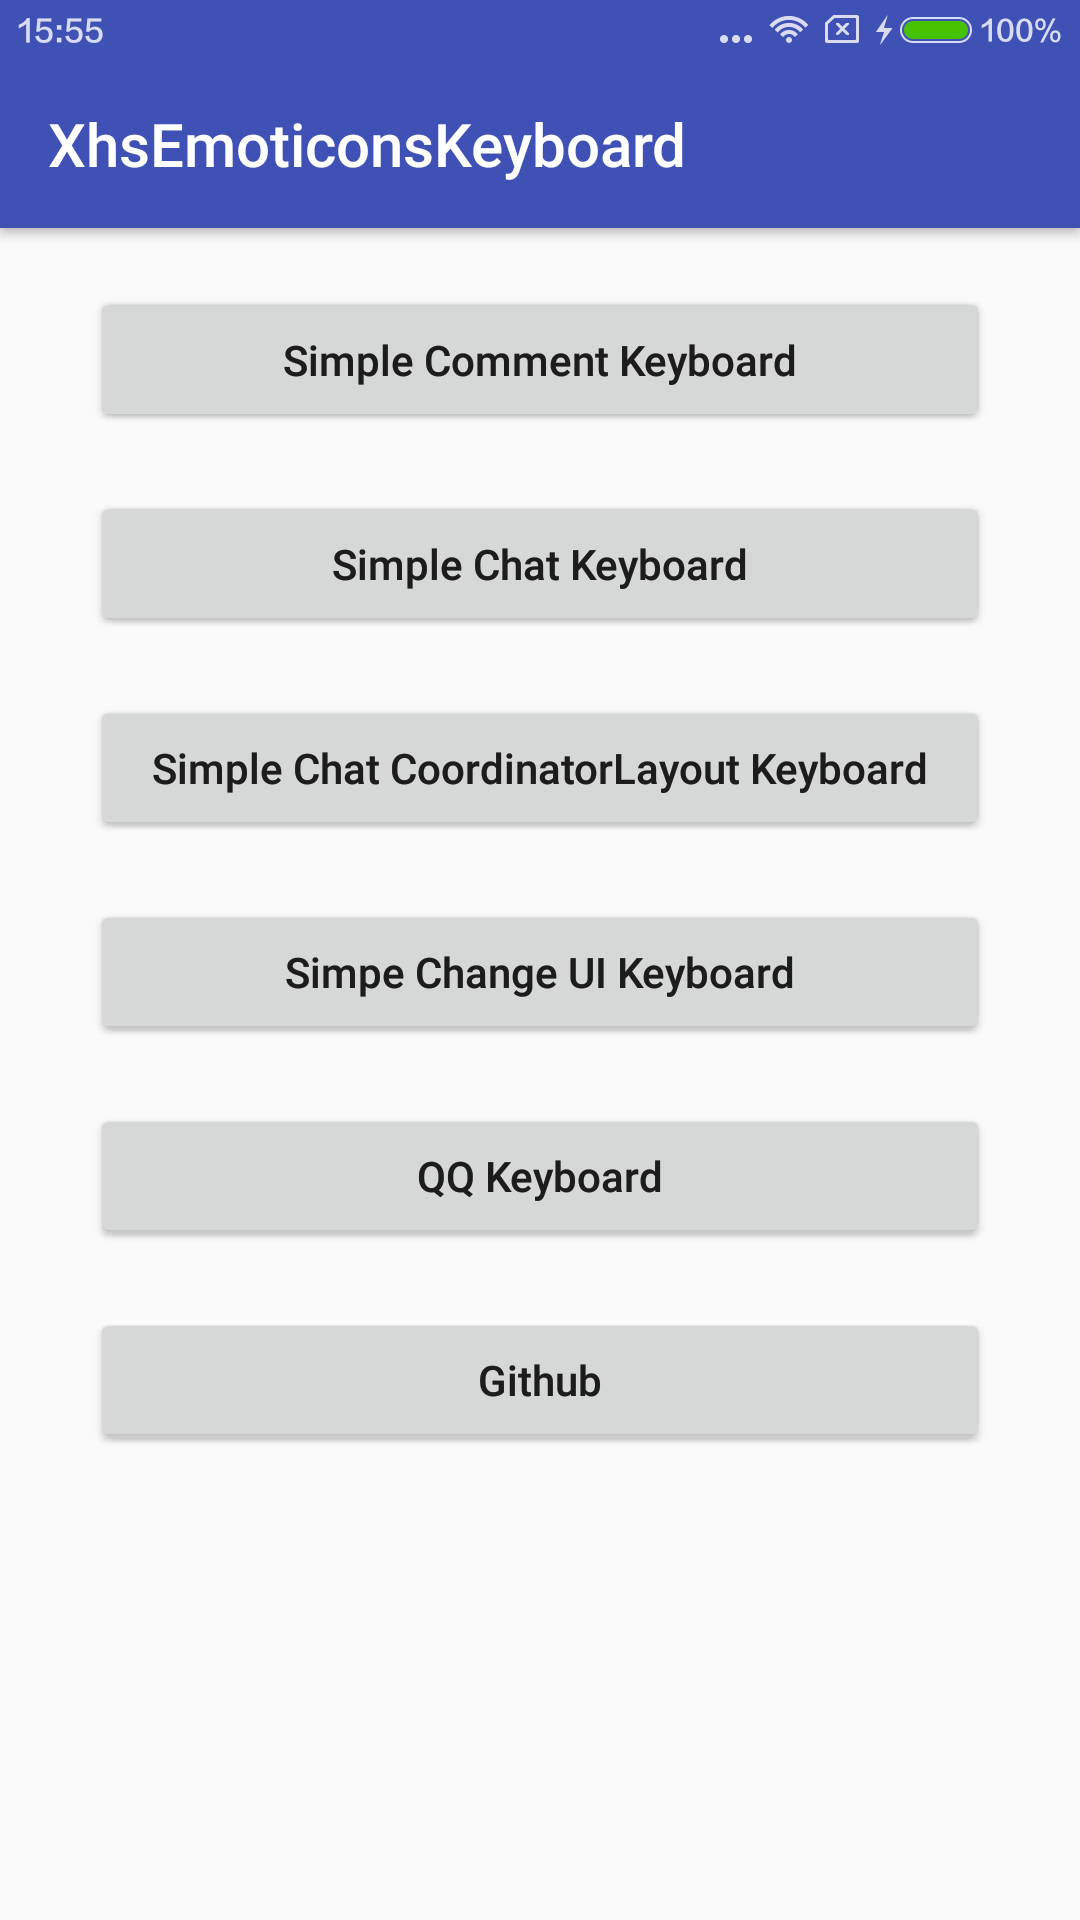 15:55
100%
XhsEmoticonsKeyboard
Simple Comment Keyboard
Simple Chat Keyboard
Simple Chat CoordinatorLayout Keyboard
Simpe Change UI Keyboard
QQ Keyboard
Github